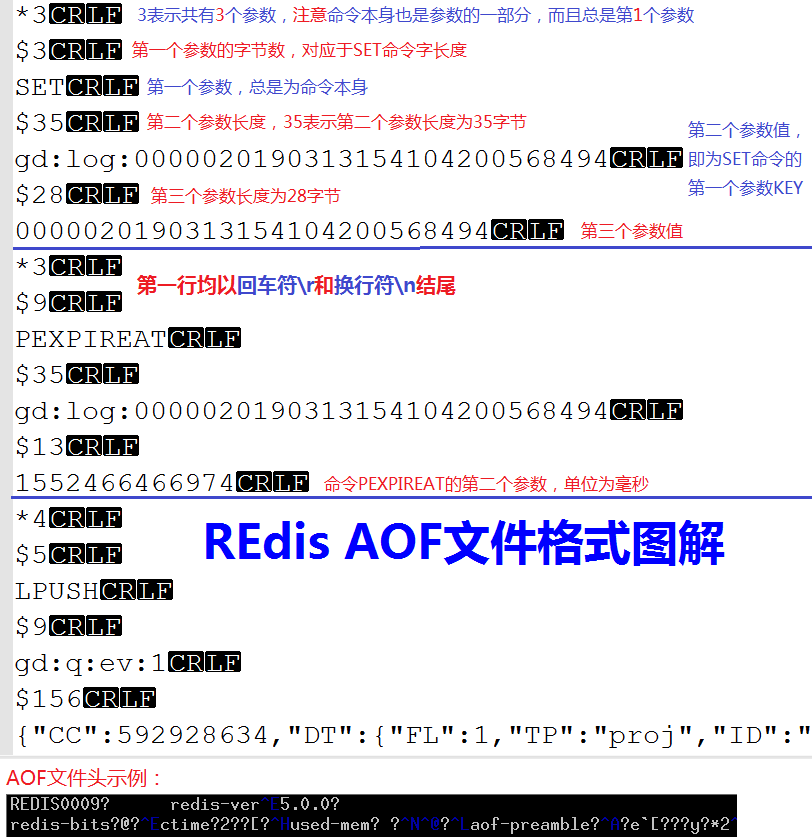 *3CRLF 3表示共有3个参数，注意命令本身也是参数的一部分，而且总是第1个参数
$3CRLF 第一个参数的字节数，对应于SET命令字长度
SETCRLF 第一个参数，总是为命令本身
$35CRLF 第二个参数长度，35表示第二个参数长度为35字节
gd:log:0000020190313154104200568494CRLF
第二个参数值，
即为SET命令的
第一个参数KEY
$28CRLF 第三个参数长度为28字节
0000020190313154104200568494CRLF 第三个参数值
*3CRLF
第一行均以回车符\r和换行符\n结尾
$9CRLF
PEXPIREATCRLF
$35CRLF
gd:log:0000020190313154104200568494CRLF
$13CRLF
1552466466974CRLF 命令PEXPIREAT的第二个参数，单位为毫秒
*4CRLF
REdis AOF文件格式图解
$5CRLF
LPUSHCRLF
$9CRLF
gd:q:ev:1CRLF
$156CRLF
{"CC":592928634,"DT":{"FL":1,"TP":"proj","ID":"
AOF文件头示例：
REDIS0009? redis-ver^E5.0.0?
redis-bits?@?^Ectime?2??[?^Hused-mem? ?^N^@?^Laof-preamble?^A?e`[???y?*2^